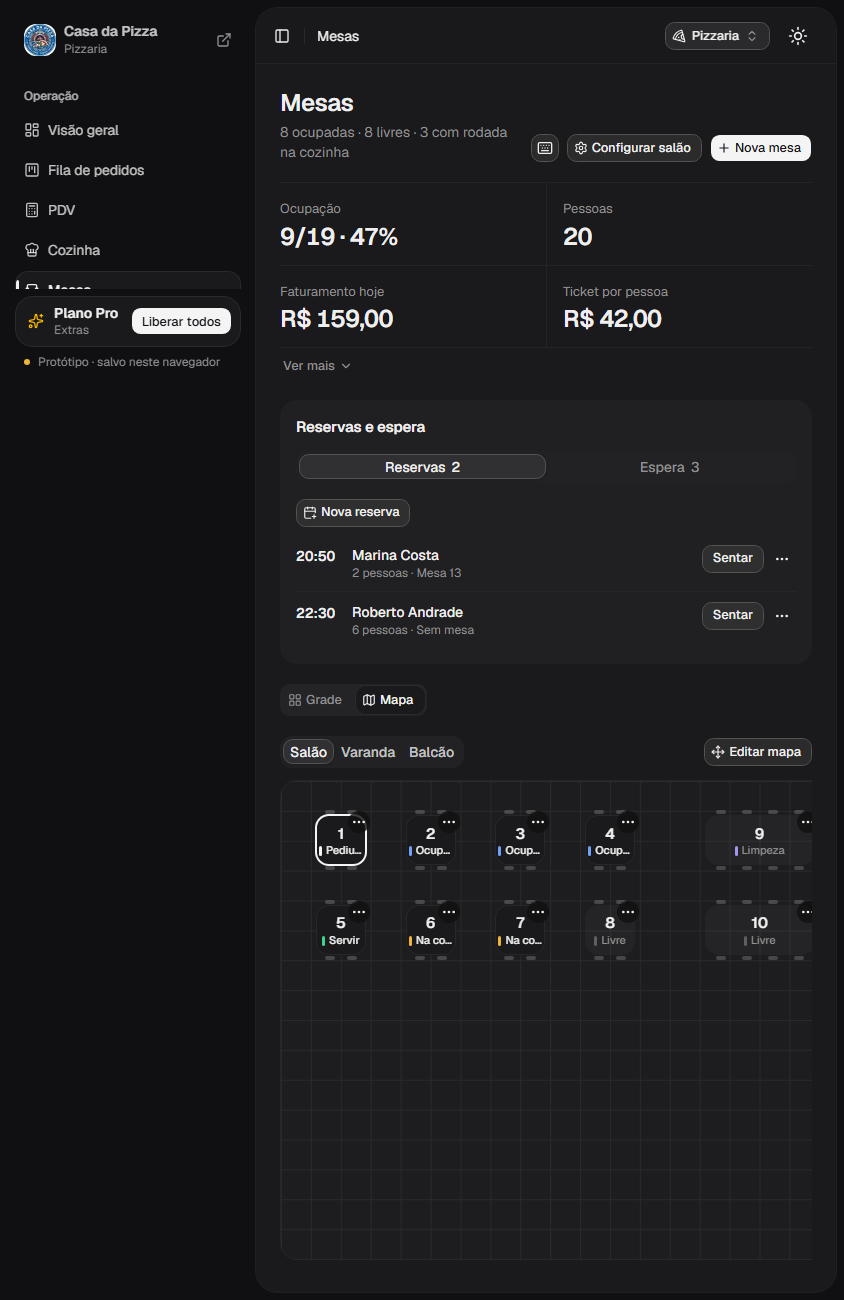 Casa da Pizza
Pizzaria
Operação
Visão geral
Fila de pedidos
PDV
Cozinha
Mesas
Plano Pro
Extras
Liberar todos
Protótipo · salvo neste navegador
Mesas
Pizzaria
Mesas
8 ocupadas · 8 livres · 3 com rodada
na cozinha
Configurar salão
Nova mesa
Ocupação
9/19 · 47%
Pessoas
20
Faturamento hoje
R$ 159,00
Ticket por pessoa
R$ 42,00
Ver mais
Reservas e espera
Reservas 2
Espera 3
Nova reserva
20:50
Marina Costa
2 pessoas · Mesa 13
Sentar
22:30
Roberto Andrade
6 pessoas · Sem mesa
Sentar
Grade
Mapa
Salão
Varanda
Balcão
Editar mapa
1
Pediu...
2
Ocup...
3
Ocup...
4
Ocup...
9
Limpeza
5
Servir
6
Na co...
7
Na co...
8
Livre
10
Livre